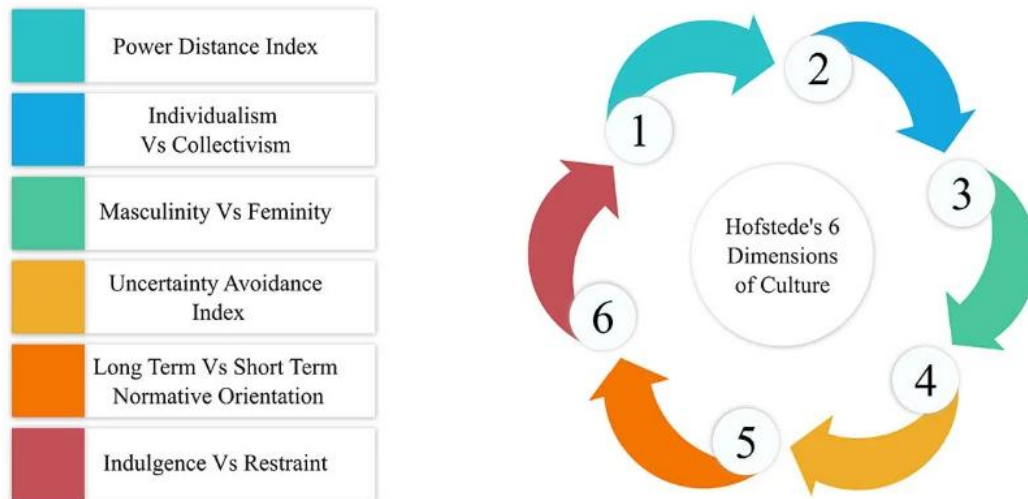 Power Distance Index
Individualism
Vs Collectivism
Masculinity Vs Feminity
Uncertainty Avoidance
Index
Long Term Vs Short Term
Normative Orientation
Indulgence Vs Restraint
1
2
3
4
5
6
Hofstede's 6
Dimensions
of Culture